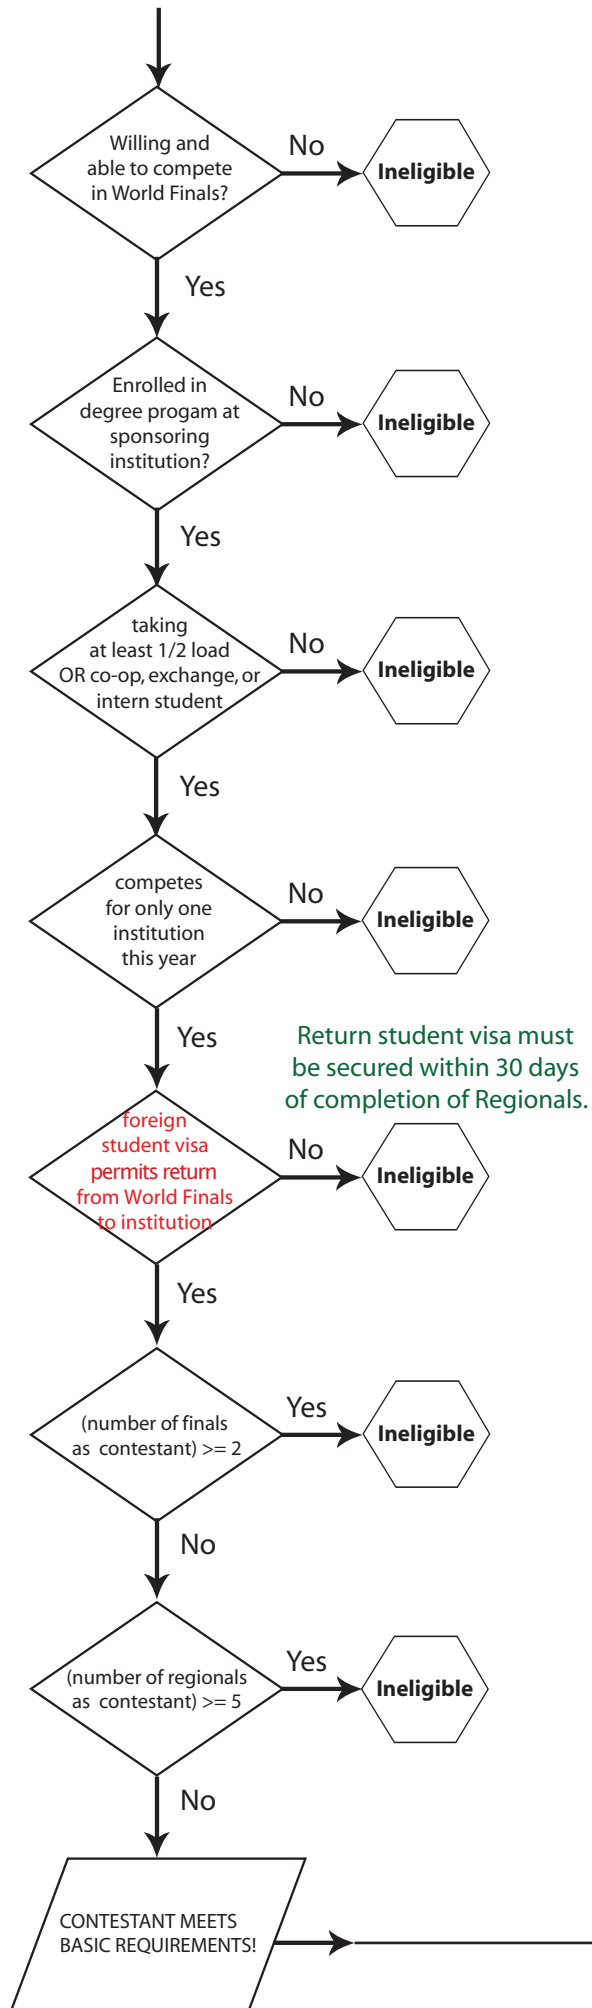 Willing and
able to compete
in World Finals?
No
Ineligible
Yes
Enrolled in
degree progam at
sponsoring
institution?
No
Ineligible
Yes
taking
at least 1/2 load
OR co-op, exchange, or
intern student
No
Ineligible
Yes
competes
for only one
institution
this year
No
Ineligible
Yes
Return student visa must
be secured within 30 days
of completion of Regionals.
foreign
student visa
permits return
from World Finals
to institution
No
Ineligible
Yes
(number of finals
as contestant) >= 2
Yes
Ineligible
No
(number of regionals
as contestant) >= 5
Yes
Ineligible
No
CONTESTANT MEETS
BASIC REQUIREMENTS!